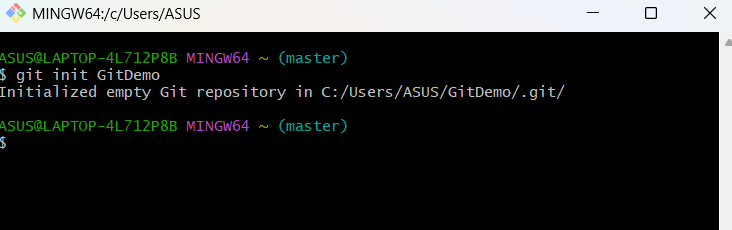 MINGW64:/c/Users/ASUS
ASUS@LAPTOP-4L712P8B MINGW64 ~ (master)
$ git init GitDemo
Initialized empty Git repository in C:/Users/ASUS/GitDemo/.git/
ASUS@LAPTOP-4L712P8B MINGW64 ~ (master)
$